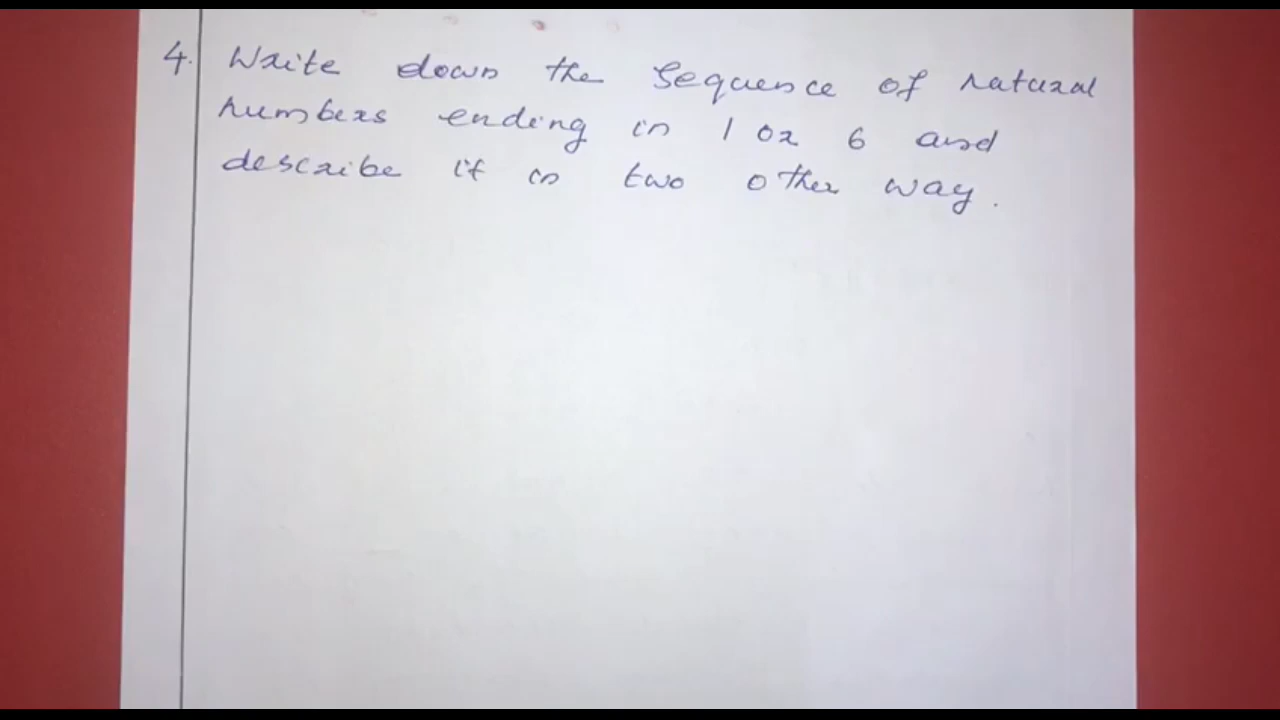 4. Write down the sequence of natural
numbers ending in 1 or 6 and
describe it in two other way.